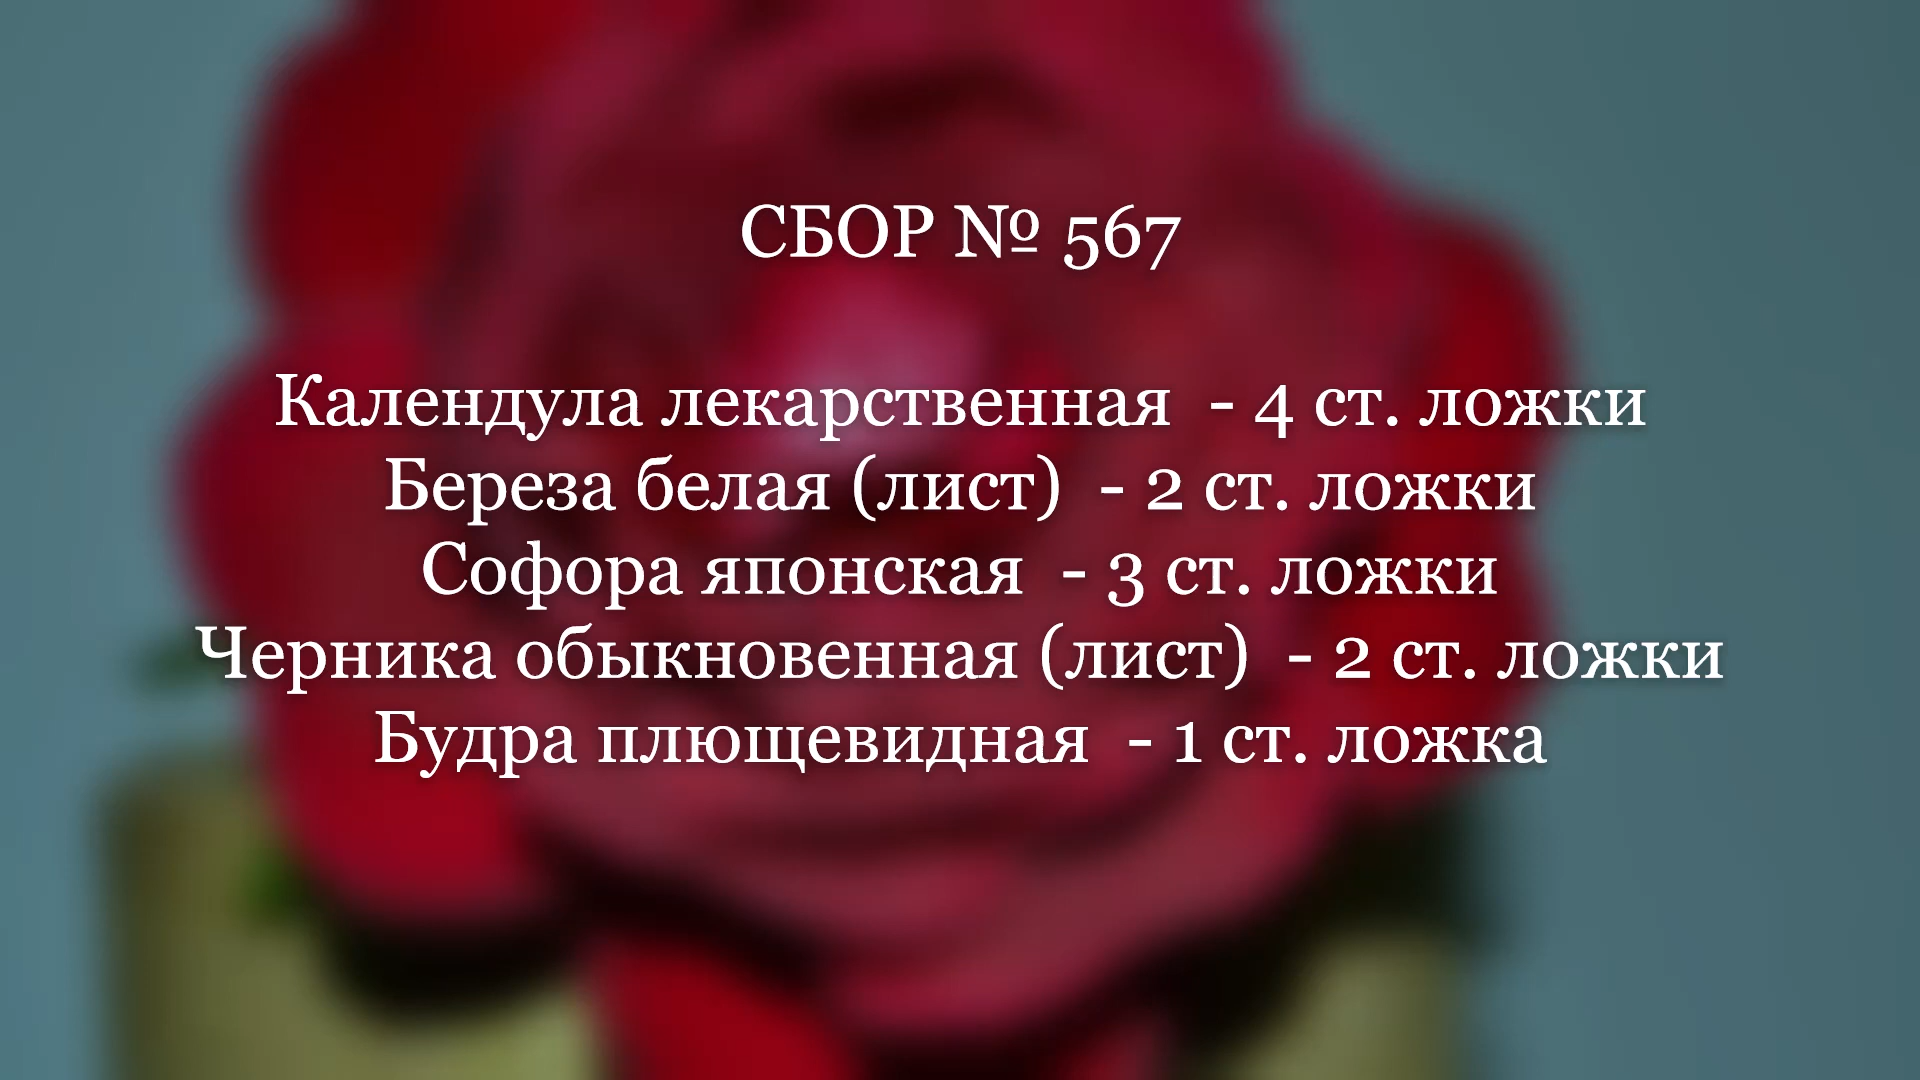 СБОР № 567
Календула лекарственная - 4 ст. ложки
Береза белая (лист) - 2 ст. ложки
Софора японская - 3 ст. ложки
Черника обыкновенная (лист) - 2 ст. ложки
Будра плющевидная - 1 ст. ложка